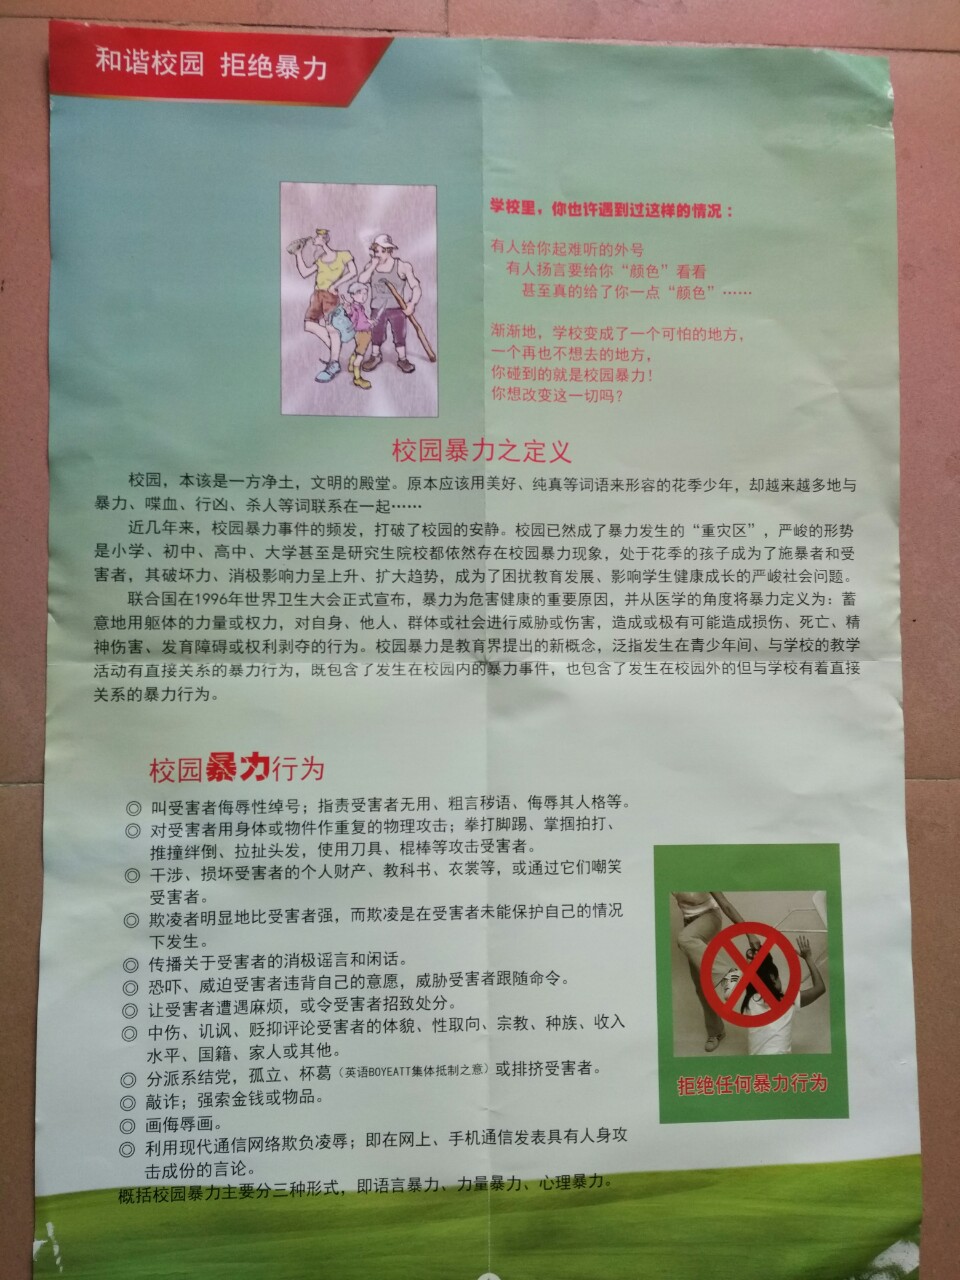 和谐校园 拒绝暴力
学校里，你也许遇到过这样的情况：
有人给你起难听的外号
有人扬言要给你“颜色”看看
甚至真的给了你一点“颜色”……
渐渐地，学校变成了一个可怕的地方，
一个再也不想去的地方，
你碰到的就是校园暴力！
你想改变这一切吗？
校园暴力之定义
校园，本该是一方净土，文明的殿堂。原本应该用美好、纯真等词语来形容的花季少年，却越来越多地与
暴力、喋血、行凶、杀人等词联系在一起……
近几年来，校园暴力事件的频发，打破了校园的安静。校园已然成了暴力发生的“重灾区”，严峻的形势
是小学、初中、高中、大学甚至是研究生院校都依然存在校园暴力现象，处于花季的孩子成为了施暴者和受
害者，其破坏力、消极影响力呈上升、扩大趋势，成为了困扰教育发展、影响学生健康成长的严峻社会问题。
联合国在1996年世界卫生大会正式宣布，暴力为危害健康的重要原因，并从医学的角度将暴力定义为：蓄
意地用躯体的力量或权力，对自身、他人、群体或社会进行威胁或伤害，造成或极有可能造成损伤、死亡、精
神伤害、发育障碍或权利剥夺的行为。校园暴力是教育界提出的新概念，泛指发生在青少年间、与学校的教学
活动有直接关系的暴力行为，既包含了发生在校园内的暴力事件，也包含了发生在校园外的但与学校有着直接
关系的暴力行为。
校园暴力行为
◎ 叫受害者侮辱性绰号；指责受害者无用、粗言秽语、侮辱其人格等。
◎ 对受害者用身体或物件作重复的物理攻击；拳打脚踢、掌掴拍打、
推撞绊倒、拉扯头发，使用刀具、棍棒等攻击受害者。
◎ 干涉、损坏受害者的个人财产、教科书、衣裳等，或通过它们嘲笑
受害者。
◎ 欺凌者明显地比受害者强，而欺凌是在受害者未能保护自己的情况
下发生。
◎ 传播关于受害者的消极谣言和闲话。
◎ 恐吓、威迫受害者违背自己的意愿，威胁受害者跟随命令。
◎ 让受害者遭遇麻烦，或令受害者招致处分。
◎ 中伤、讥讽、贬抑评论受害者的体貌、性取向、宗教、种族、收入
水平、国籍、家人或其他。
◎ 分派系结党，孤立、杯葛（英语BOYEATT集体抵制之意）或排挤受害者。
◎ 敲诈；强索金钱或物品。
◎ 画侮辱画。
◎ 利用现代通信网络欺负凌辱；即在网上、手机通信发表具有人身攻
击成份的言论。
概括校园暴力主要分三种形式，即语言暴力、力量暴力、心理暴力。
拒绝任何暴力行为